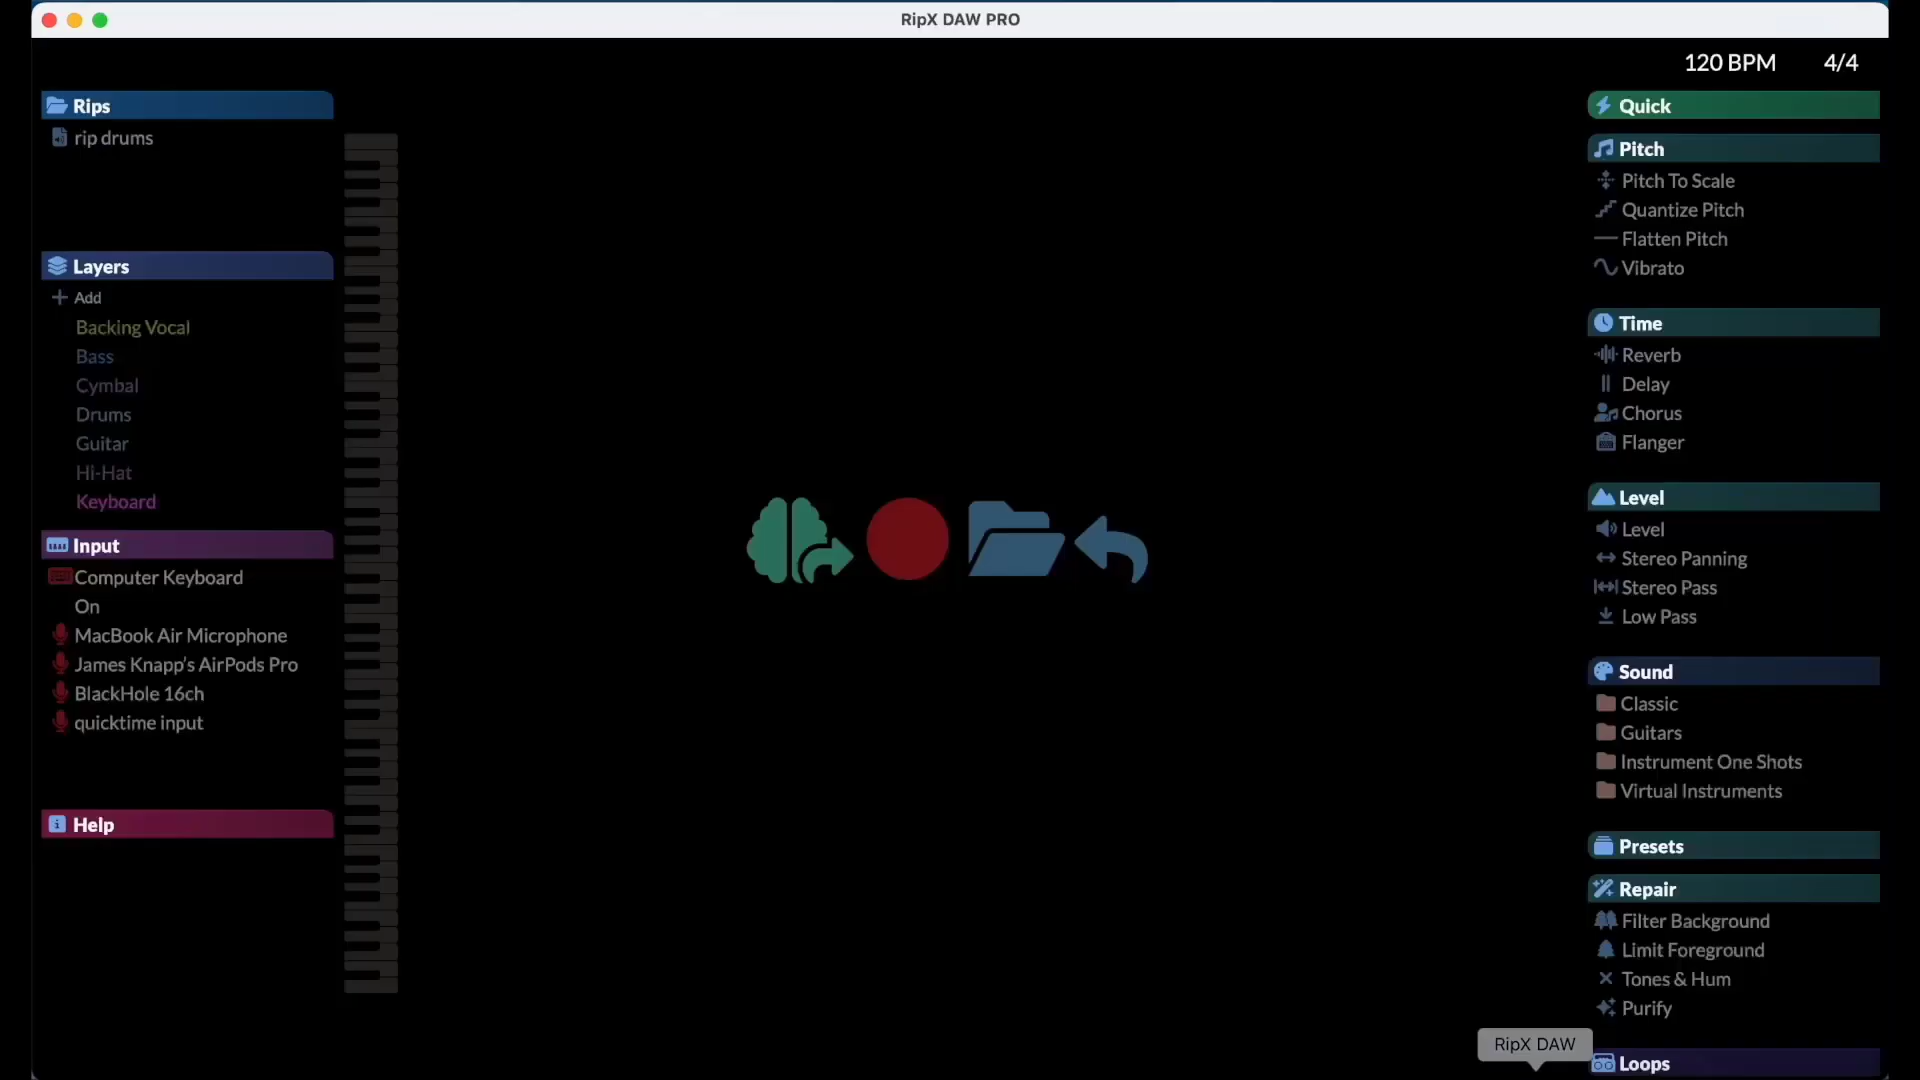 RipX DAW PRO
120 BPM 4/4
Rips
rip drums
Layers
Add
Backing Vocal
Bass
Cymbal
Drums
Guitar
Hi-Hat
Keyboard
Input
Computer Keyboard
On
MacBook Air Microphone
James Knapp's AirPods Pro
BlackHole 16ch
quicktime input
Help
Quick
Pitch
Pitch To Scale
Quantize Pitch
Flatten Pitch
Vibrato
Time
Reverb
Delay
Chorus
Flanger
Level
Level
Stereo Panning
Stereo Pass
Low Pass
Sound
Classic
Guitars
Instrument One Shots
Virtual Instruments
Presets
Repair
Filter Background
Limit Foreground
Tones & Hum
Purify
Loops
RipX DAW